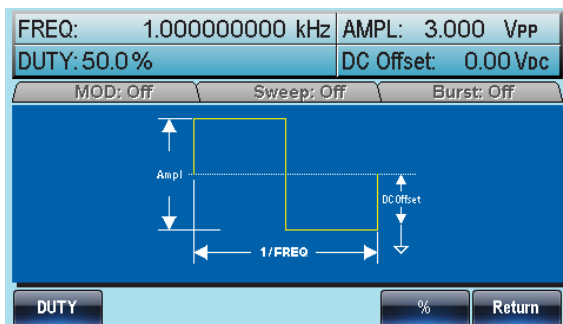 FREQ: 1.000000000 kHz AMPL: 3.000 VPP
DUTY: 50.0% DC Offset: 0.00 VDC
MOD: Off Sweep: Off Burst: Off
Ampl
DC Offset
1/FREQ
DUTY % Return